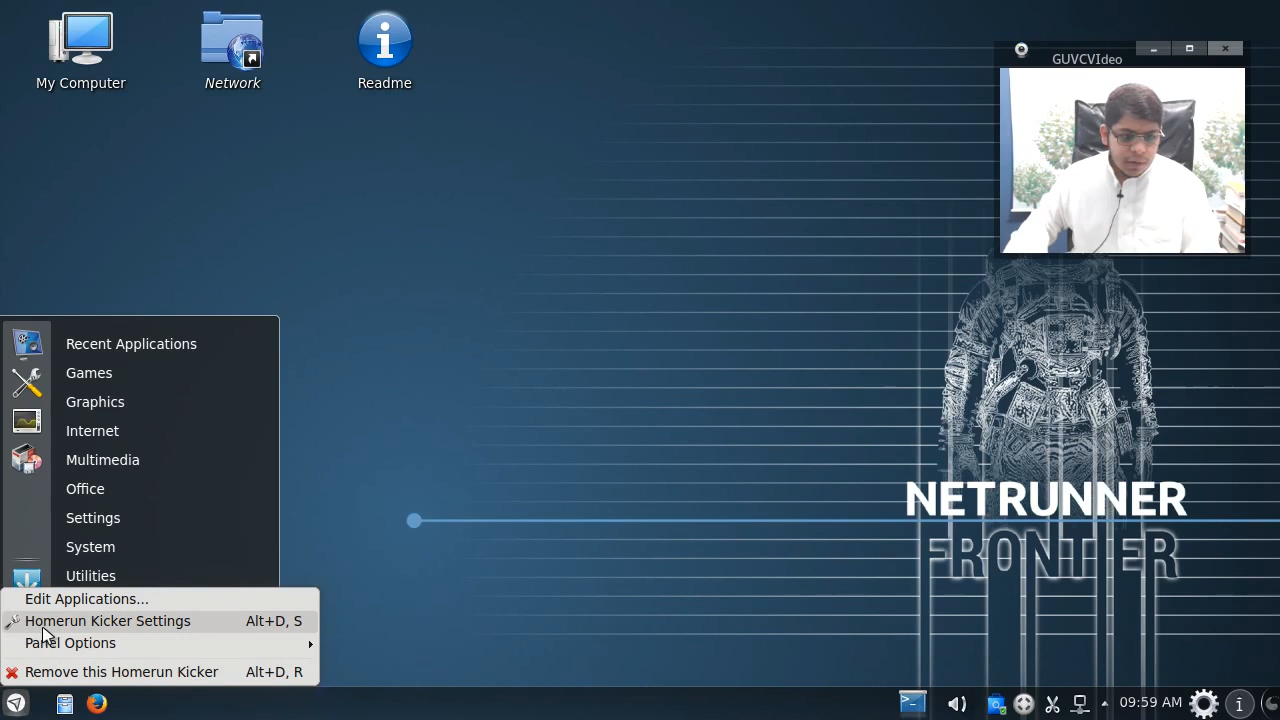 My Computer
Network
Readme
GUVCVIdeo
Recent Applications
Games
Graphics
Internet
Multimedia
Office
Settings
System
Utilities
Edit Applications...
Homerun Kicker Settings Alt+D, S
Panel Options
Remove this Homerun Kicker Alt+D, R
NETRUNNER
FRONTIER
09:59 AM